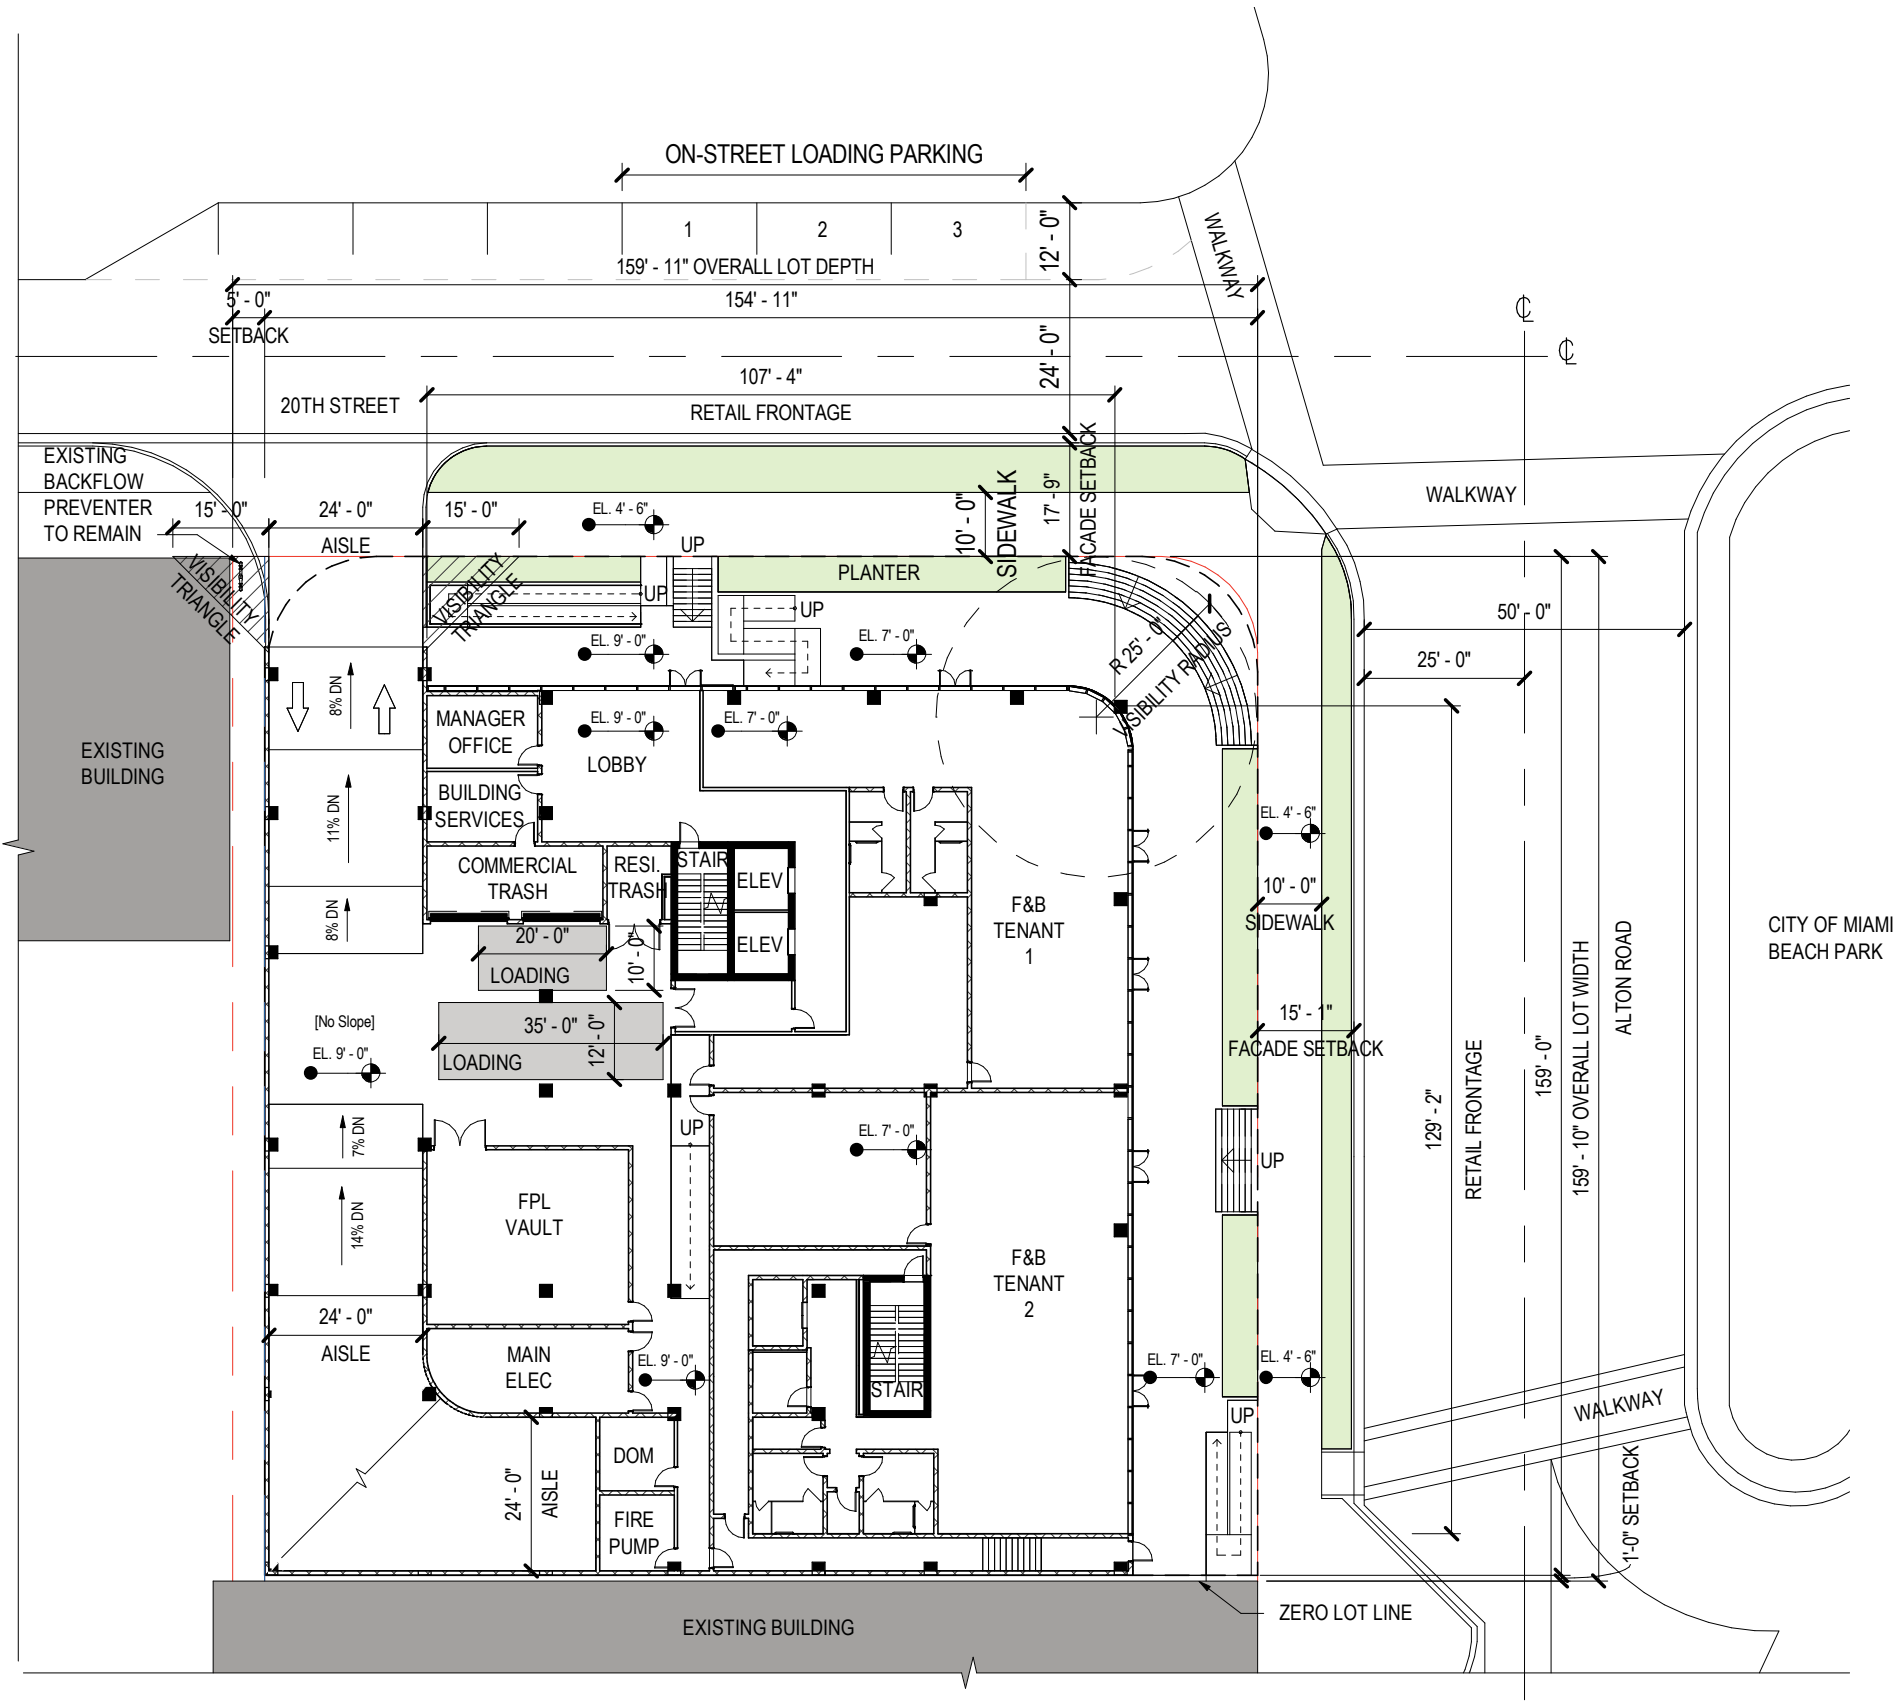 ON-STREET LOADING PARKING
1
2
3
12' - 0"
WALKWAY
159' - 11" OVERALL LOT DEPTH
5' - 0"
154' - 11"
SETBACK
℄
℄
24' - 0"
107' - 4"
20TH STREET
RETAIL FRONTAGE
EXISTING
BACKFLOW
PREVENTER
TO REMAIN
15' - 0"
24' - 0"
AISLE
15' - 0"
EL. 4' - 6"
10' - 0"
SIDEWALK
17' - 9"
FACADE SETBACK
WALKWAY
VISIBILITY
TRIANGLE
VISIBILITY
TRIANGLE
UP
UP
PLANTER
UP
EL. 9' - 0"
EL. 7' - 0"
R 25' - 0"
VISIBILITY RADIUS
50' - 0"
25' - 0"
8% DN
MANAGER
OFFICE
EL. 9' - 0"
LOBBY
EL. 7' - 0"
EXISTING
BUILDING
11% DN
BUILDING
SERVICES
EL. 4' - 6"
COMMERCIAL
TRASH
RESI.
TRASH
STAIR
ELEV
ELEV
8% DN
F&B
TENANT
1
10' - 0"
SIDEWALK
CITY OF MIAMI
BEACH PARK
20' - 0"
LOADING
10' - 0"
[No Slope]
EL. 9' - 0"
35' - 0"
LOADING
12' - 0"
15' - 1"
FACADE SETBACK
129' - 2"
RETAIL FRONTAGE
159' - 0"
159' - 10" OVERALL LOT WIDTH
ALTON ROAD
7% DN
UP
EL. 7' - 0"
UP
14% DN
FPL
VAULT
F&B
TENANT
2
24' - 0"
AISLE
MAIN
ELEC
EL. 9' - 0"
STAIR
EL. 7' - 0"
EL. 4' - 6"
UP
WALKWAY
24' - 0"
AISLE
DOM
FIRE
PUMP
1'-0" SETBACK
ZERO LOT LINE
EXISTING BUILDING